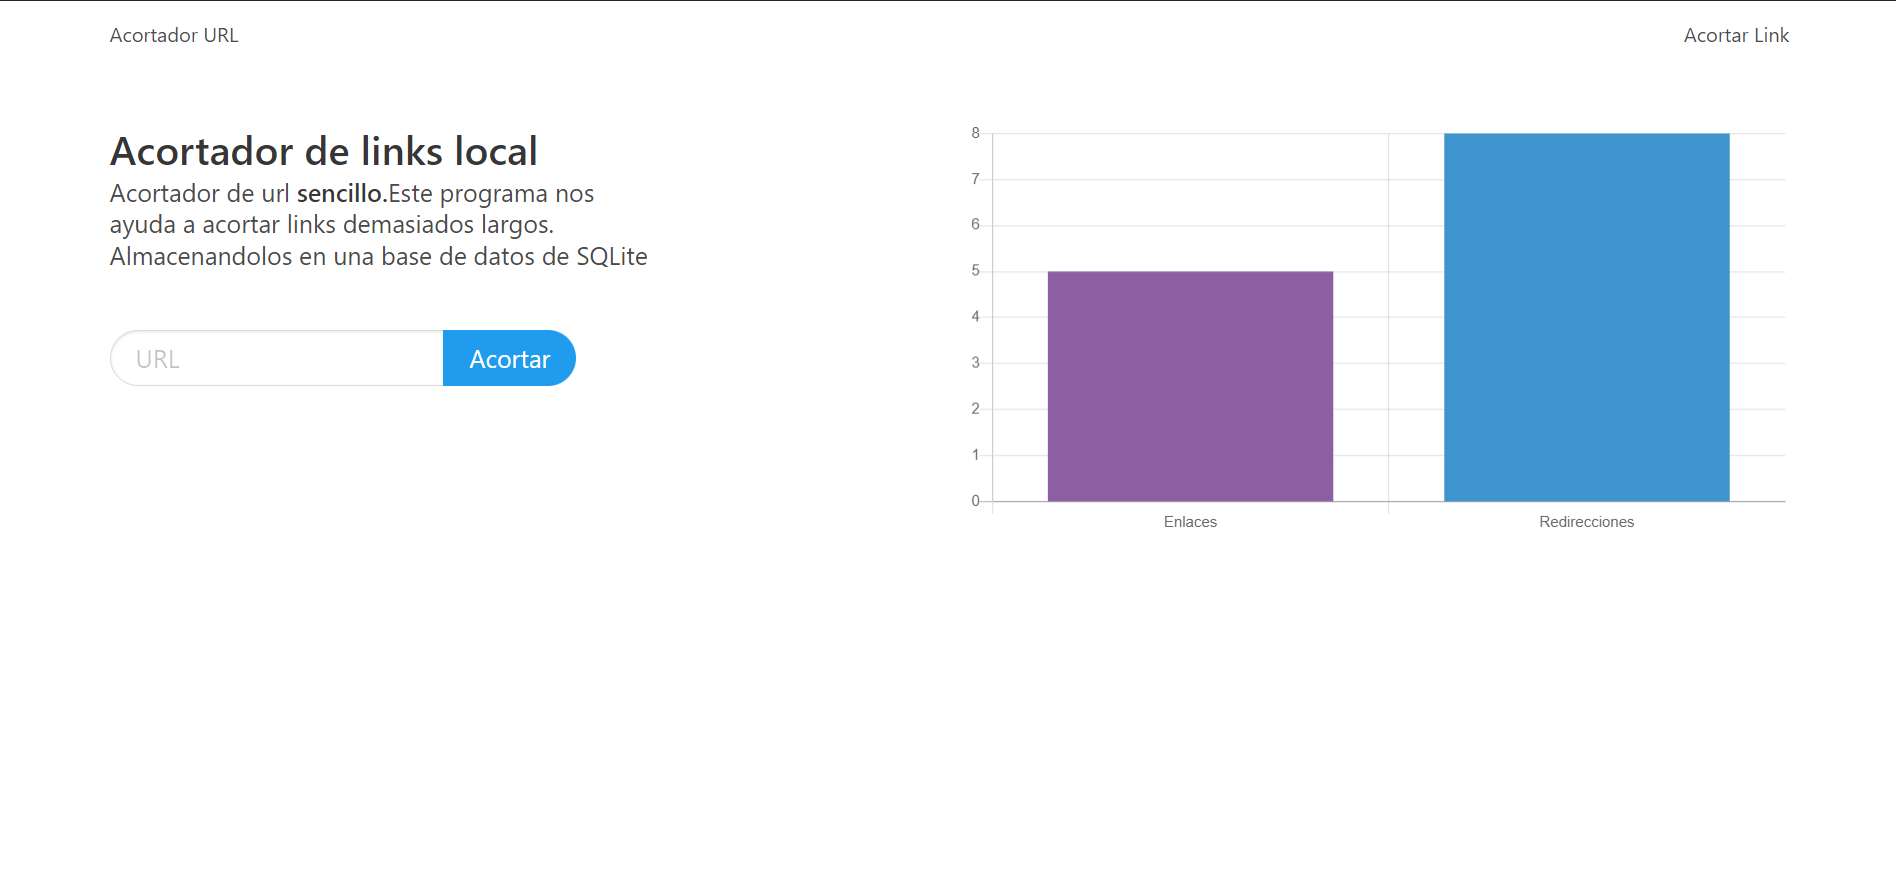 Acortador URL
Acortar Link
Acortador de links local
Acortador de url sencillo.Este programa nos
ayuda a acortar links demasiados largos.
Almacenandolos en una base de datos de SQLite
URL
Acortar
8
7
6
5
4
3
2
1
0
Enlaces
Redirecciones